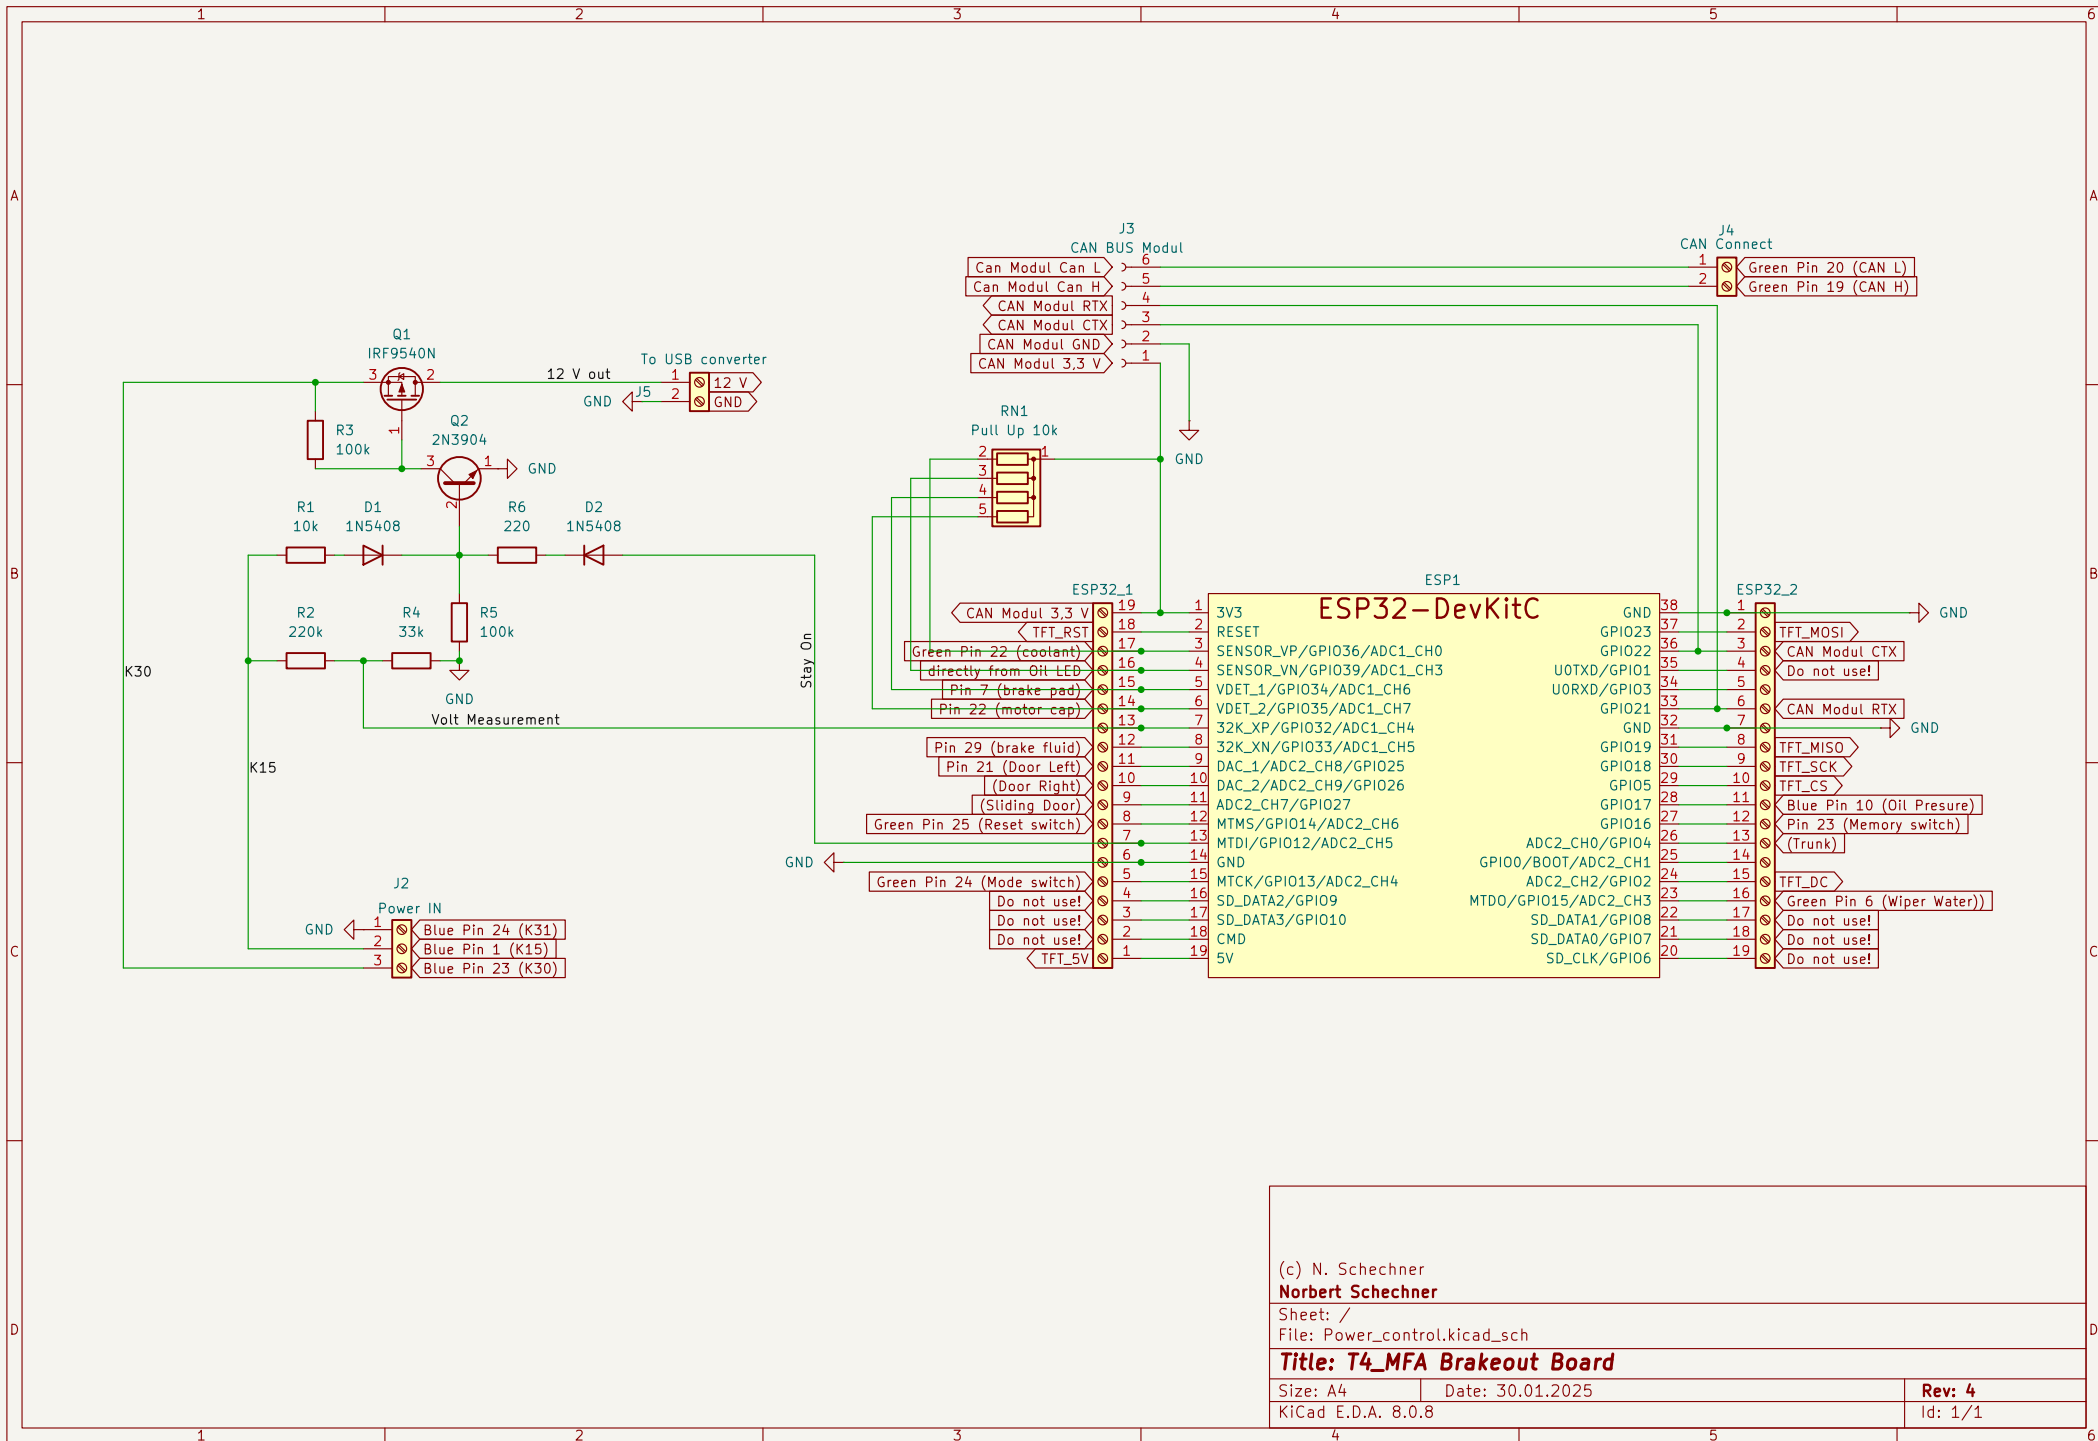 1 2 3 4 5 6
A A
B B
C C
D D
1 2 3 4 5 6
Q1
IRF9540N
3 2
1
12 V out
To USB converter
J5
1 12 V
GND 2 GND
R3
100k
Q2
2N3904
3 1 GND
2
R1
10k
D1
1N5408
R6
220
D2
1N5408
R2
220k
R4
33k
R5
100k
GND
Volt Measurement
Stay On
K30
K15
J2
Power IN
GND 1 Blue Pin 24 (K31)
2 Blue Pin 1 (K15)
3 Blue Pin 23 (K30)
J3
CAN BUS Modul
Can Modul Can L 6
Can Modul Can H 5
CAN Modul RTX 4
CAN Modul CTX 3
CAN Modul GND 2
CAN Modul 3,3 V 1
GND
J4
CAN Connect
1 Green Pin 20 (CAN L)
2 Green Pin 19 (CAN H)
RN1
Pull Up 10k
2 1
3
4
5
ESP32_1
CAN Modul 3,3 V 19
TFT_RST 18
Green Pin 22 (coolant) 17
directly from Oil LED 16
Pin 7 (brake pad) 15
Pin 22 (motor cap) 14
13
Pin 29 (brake fluid) 12
Pin 21 (Door Left) 11
(Door Right) 10
(Sliding Door) 9
Green Pin 25 (Reset switch) 8
7
GND 6
Green Pin 24 (Mode switch) 5
Do not use! 4
Do not use! 3
Do not use! 2
TFT_5V 1
ESP1
ESP32-DevKitC
1 3V3
2 RESET
3 SENSOR_VP/GPIO36/ADC1_CH0
4 SENSOR_VN/GPIO39/ADC1_CH3
5 VDET_1/GPIO34/ADC1_CH6
6 VDET_2/GPIO35/ADC1_CH7
7 32K_XP/GPIO32/ADC1_CH4
8 32K_XN/GPIO33/ADC1_CH5
9 DAC_1/ADC2_CH8/GPIO25
10 DAC_2/ADC2_CH9/GPIO26
11 ADC2_CH7/GPIO27
12 MTMS/GPIO14/ADC2_CH6
13 MTDI/GPIO12/ADC2_CH5
14 GND
15 MTCK/GPIO13/ADC2_CH4
16 SD_DATA2/GPIO9
17 SD_DATA3/GPIO10
18 CMD
19 5V
GND 38
GPIO23 37
GPIO22 36
U0TXD/GPIO1 35
U0RXD/GPIO3 34
GPIO21 33
GND 32
GPIO19 31
GPIO18 30
GPIO5 29
GPIO17 28
GPIO16 27
ADC2_CH0/GPIO4 26
GPIO0/BOOT/ADC2_CH1 25
ADC2_CH2/GPIO2 24
MTDO/GPIO15/ADC2_CH3 23
SD_DATA1/GPIO8 22
SD_DATA0/GPIO7 21
SD_CLK/GPIO6 20
ESP32_2
1 GND
2 TFT_MOSI
3 CAN Modul CTX
4 Do not use!
5
6 CAN Modul RTX
7 GND
8 TFT_MISO
9 TFT_SCK
10 TFT_CS
11 Blue Pin 10 (Oil Presure)
12 Pin 23 (Memory switch)
13 (Trunk)
14
15 TFT_DC
16 Green Pin 6 (Wiper Water))
17 Do not use!
18 Do not use!
19 Do not use!
(c) N. Schechner
Norbert Schechner
Sheet: /
File: Power_control.kicad_sch
Title: T4_MFA Brakeout Board
Size: A4 Date: 30.01.2025 Rev: 4
KiCad E.D.A. 8.0.8 Id: 1/1